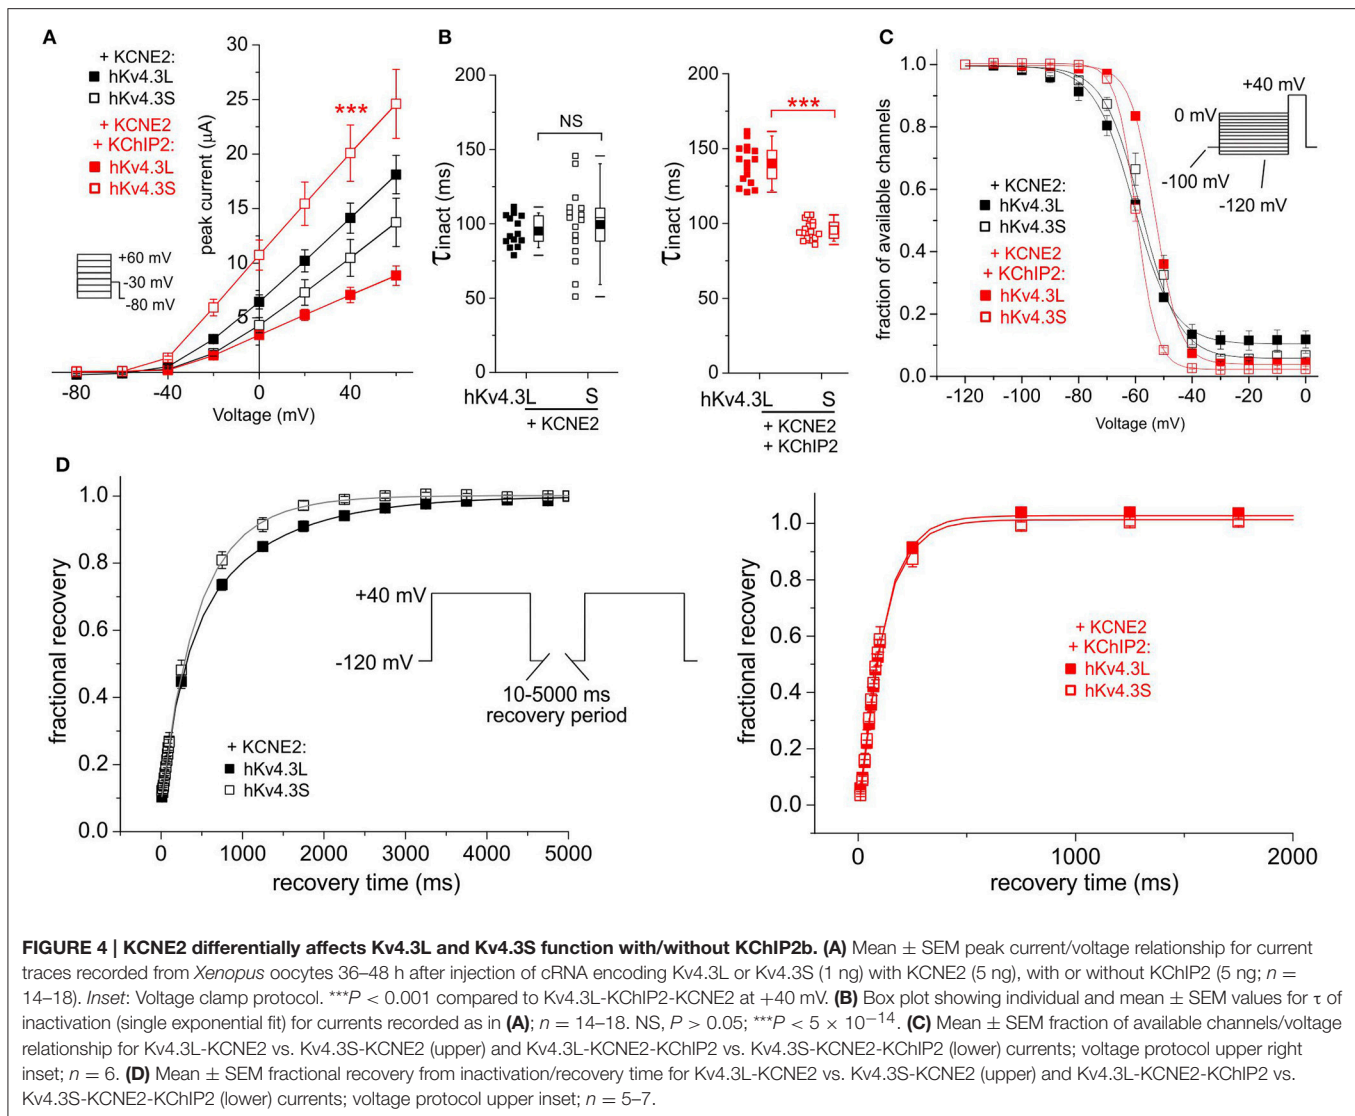 A
+ KCNE2:
hKv4.3L
hKv4.3S
+ KCNE2
+ KChIP2:
hKv4.3L
hKv4.3S
peak current (µA)
30
25
20
15
10
5
***
+60 mV
-30 mV
-80 mV
-80
-40
0
40
Voltage (mV)
B
200
150
100
50
0
τinact (ms)
NS
hKv4.3L S
+ KCNE2
200
150
100
50
0
τinact (ms)
***
hKv4.3L S
+ KCNE2
+ KChIP2
C
1.0
0.8
0.6
0.4
0.2
0.0
fraction of available channels
+40 mV
0 mV
-100 mV
-120 mV
+ KCNE2:
hKv4.3L
hKv4.3S
+ KCNE2
+ KChIP2:
hKv4.3L
hKv4.3S
-120 -100 -80 -60 -40 -20 0
Voltage (mV)
D
1.0
0.8
0.6
0.4
0.2
0.0
fractional recovery
+40 mV
-120 mV
10-5000 ms
recovery period
+ KCNE2:
hKv4.3L
hKv4.3S
0 1000 2000 3000 4000 5000
recovery time (ms)
1.0
0.8
0.6
0.4
0.2
0.0
fractional recovery
+ KCNE2
+ KChIP2:
hKv4.3L
hKv4.3S
0 1000 2000
recovery time (ms)
FIGURE 4 | KCNE2 differentially affects Kv4.3L and Kv4.3S function with/without KChIP2b. (A) Mean ± SEM peak current/voltage relationship for current
traces recorded from Xenopus oocytes 36–48 h after injection of cRNA encoding Kv4.3L or Kv4.3S (1 ng) with KCNE2 (5 ng), with or without KChIP2 (5 ng; n =
14–18). Inset: Voltage clamp protocol. ***P < 0.001 compared to Kv4.3L-KChIP2-KCNE2 at +40 mV. (B) Box plot showing individual and mean ± SEM values for τ of
inactivation (single exponential fit) for currents recorded as in (A); n = 14–18. NS, P > 0.05; ***P < 5 × 10−14. (C) Mean ± SEM fraction of available channels/voltage
relationship for Kv4.3L-KCNE2 vs. Kv4.3S-KCNE2 (upper) and Kv4.3L-KCNE2-KChIP2 vs. Kv4.3S-KCNE2-KChIP2 (lower) currents; voltage protocol upper right
inset; n = 6. (D) Mean ± SEM fractional recovery from inactivation/recovery time for Kv4.3L-KCNE2 vs. Kv4.3S-KCNE2 (upper) and Kv4.3L-KCNE2-KChIP2 vs.
Kv4.3S-KCNE2-KChIP2 (lower) currents; voltage protocol upper inset; n = 5–7.